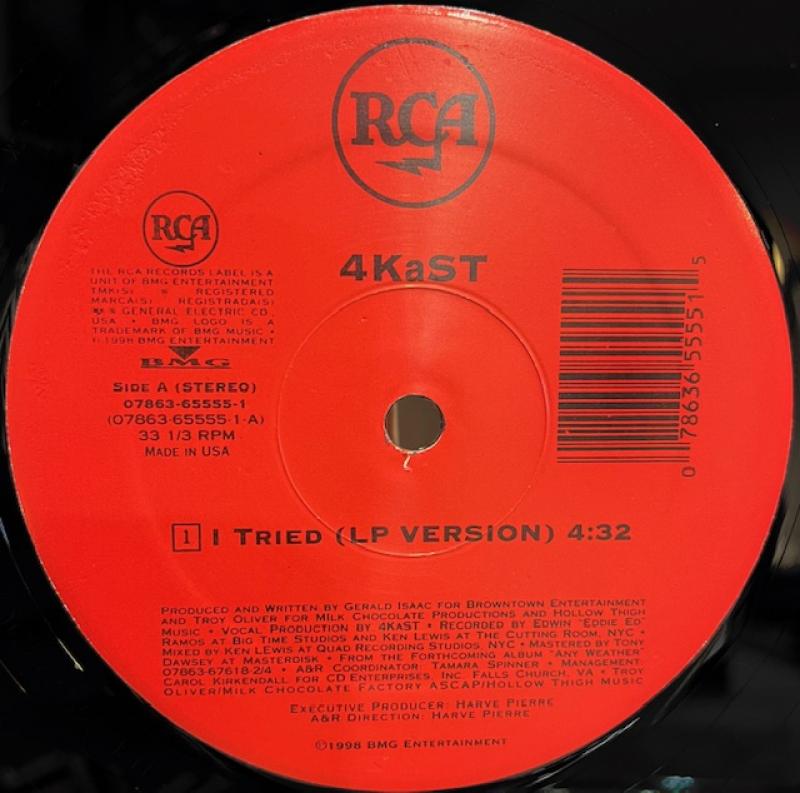 RCA
RCA
THE RCA RECORDS LABEL IS A
UNIT OF BMG ENTERTAINMENT
TMK(S) ® REGISTERED
MARCA(S) REGISTRADA(S)
® GENERAL ELECTRIC CO.,
USA • BMG LOGO IS A
TRADEMARK OF BMG MUSIC •
© 1998 BMG ENTERTAINMENT
BMG
SIDE A (STEREO)
07863-65555-1
(07863-65555-1-A)
33 1/3 RPM
MADE IN USA
4KaST
0 78636 55551 5
1 I TRIED (LP VERSION) 4:32
PRODUCED AND WRITTEN BY GERALD ISAAC FOR BROWNTOWN ENTERTAINMENT
AND TROY OLIVER FOR MILK CHOCOLATE PRODUCTIONS AND HOLLOW THIGH
MUSIC • VOCAL PRODUCTION BY 4KAST • RECORDED BY EDWIN "EDDIE ED"
RAMOS AT BIG TIME STUDIOS AND KEN LEWIS AT THE CUTTING ROOM, NYC •
MIXED BY KEN LEWIS AT QUAD RECORDING STUDIOS, NYC • MASTERED BY TONY
DAWSEY AT MASTERDISK • FROM THE FORTHCOMING ALBUM "ANY WEATHER"
07863-67618-2/4 • A&R COORDINATOR: TAMARA SPINNER • MANAGEMENT:
CAROL KIRKENDALL FOR CD ENTERPRISES, INC. FALLS CHURCH, VA • TROY
OLIVER/MILK CHOCOLATE FACTORY ASCAP/HOLLOW THIGH MUSIC
EXECUTIVE PRODUCER: HARVE PIERRE
A&R DIRECTION: HARVE PIERRE
℗1998 BMG ENTERTAINMENT